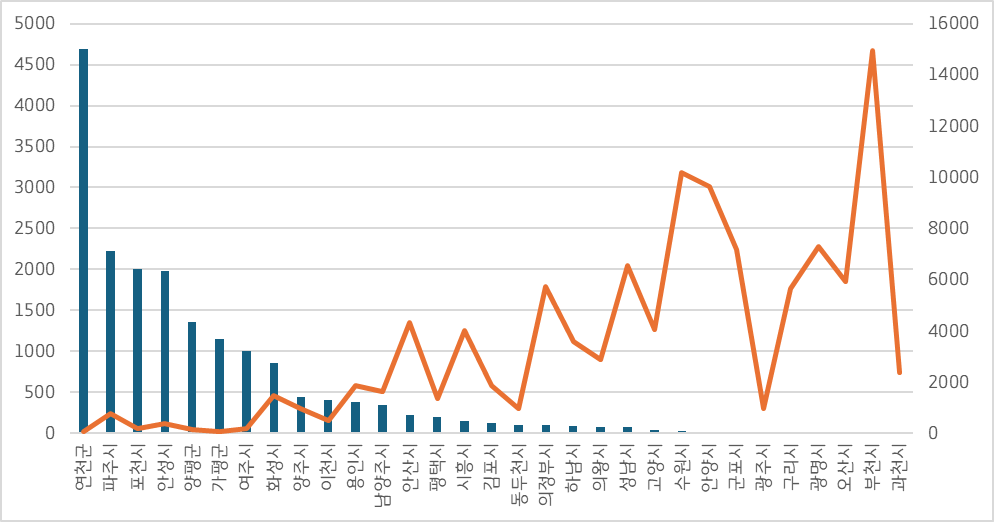 5000
4500
4000
3500
3000
2500
2000
1500
1000
500
0
16000
14000
12000
10000
8000
6000
4000
2000
0
연천군
파주시
포천시
안성시
양평군
가평군
여주시
화성시
양주시
이천시
용인시
남양주시
안산시
평택시
시흥시
김포시
동두천시
의정부시
하남시
의왕시
성남시
고양시
수원시
안양시
군포시
광주시
구리시
광명시
오산시
부천시
과천시